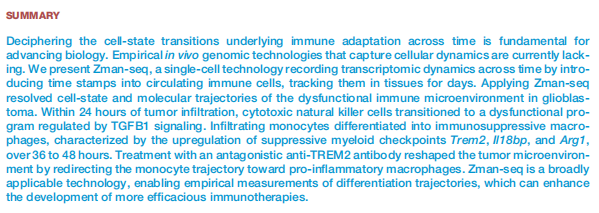 SUMMARY
Deciphering the cell-state transitions underlying immune adaptation across time is fundamental for
advancing biology. Empirical in vivo genomic technologies that capture cellular dynamics are currently lack-
ing. We present Zman-seq, a single-cell technology recording transcriptomic dynamics across time by intro-
ducing time stamps into circulating immune cells, tracking them in tissues for days. Applying Zman-seq
resolved cell-state and molecular trajectories of the dysfunctional immune microenvironment in glioblas-
toma. Within 24 hours of tumor infiltration, cytotoxic natural killer cells transitioned to a dysfunctional pro-
gram regulated by TGFB1 signaling. Infiltrating monocytes differentiated into immunosuppressive macro-
phages, characterized by the upregulation of suppressive myeloid checkpoints Trem2, Il18bp, and Arg1,
over 36 to 48 hours. Treatment with an antagonistic anti-TREM2 antibody reshaped the tumor microenviron-
ment by redirecting the monocyte trajectory toward pro-inflammatory macrophages. Zman-seq is a broadly
applicable technology, enabling empirical measurements of differentiation trajectories, which can enhance
the development of more efficacious immunotherapies.